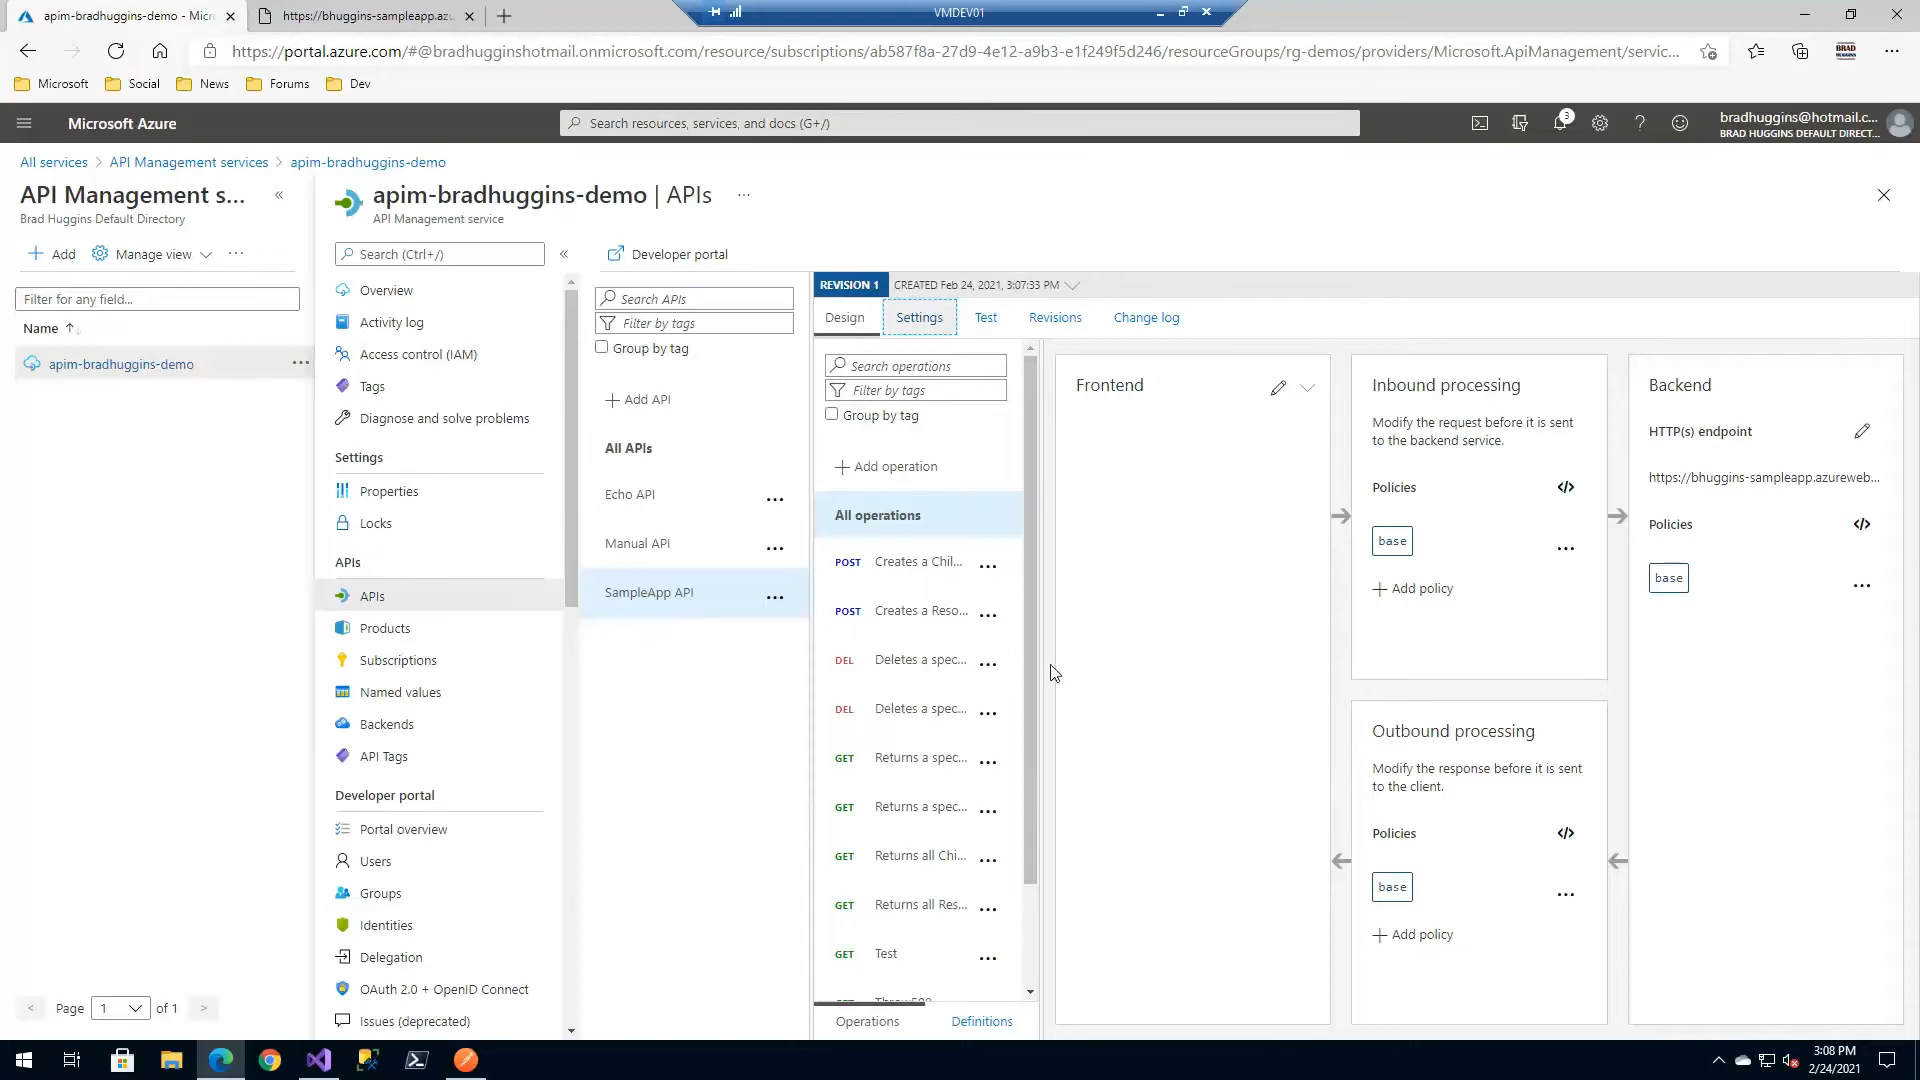 apim-bradhuggins-demo - Micr
https://bhuggins-sampleapp.azu
VMDEV01
https://portal.azure.com/#@bradhugginshotmail.onmicrosoft.com/resource/subscriptions/ab587f8a-27d9-4e12-a9b3-e1f249f5d246/resourceGroups/rg-demos/providers/Microsoft.ApiManagement/servic...
BRAD HUGGINS
Microsoft
Social
News
Forums
Dev
Microsoft Azure
Search resources, services, and docs (G+/)
3
bradhuggins@hotmail.c...
BRAD HUGGINS DEFAULT DIRECT...
All services > API Management services > apim-bradhuggins-demo
API Management s...
Brad Huggins Default Directory
Add
Manage view
Filter for any field...
Name
apim-bradhuggins-demo
Page 1 of 1
apim-bradhuggins-demo | APIs
API Management service
Search (Ctrl+/)
Overview
Activity log
Access control (IAM)
Tags
Diagnose and solve problems
Settings
Properties
Locks
APIs
APIs
Products
Subscriptions
Named values
Backends
API Tags
Developer portal
Portal overview
Users
Groups
Identities
Delegation
OAuth 2.0 + OpenID Connect
Issues (deprecated)
Developer portal
Search APIs
Filter by tags
Group by tag
Add API
All APIs
Echo API
Manual API
SampleApp API
REVISION 1
CREATED Feb 24, 2021, 3:07:33 PM
Design
Settings
Test
Revisions
Change log
Search operations
Filter by tags
Group by tag
Add operation
All operations
POST Creates a Chil...
POST Creates a Reso...
DEL Deletes a spec...
DEL Deletes a spec...
GET Returns a spec...
GET Returns a spec...
GET Returns all Chi...
GET Returns all Res...
GET Test
Operations
Definitions
Frontend
Inbound processing
Modify the request before it is sent
to the backend service.
Policies
</>
base
Add policy
Outbound processing
Modify the response before it is sent
to the client.
Policies
</>
base
Add policy
Backend
HTTP(s) endpoint
https://bhuggins-sampleapp.azureweb...
Policies
</>
base
3:08 PM
2/24/2021